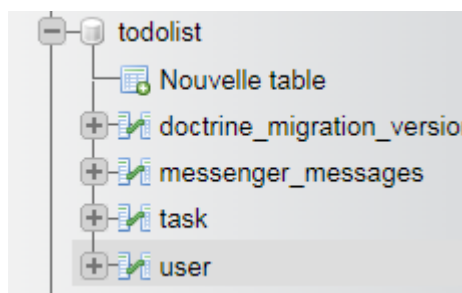 todolist
Nouvelle table
doctrine_migration_versio
messenger_messages
task
user